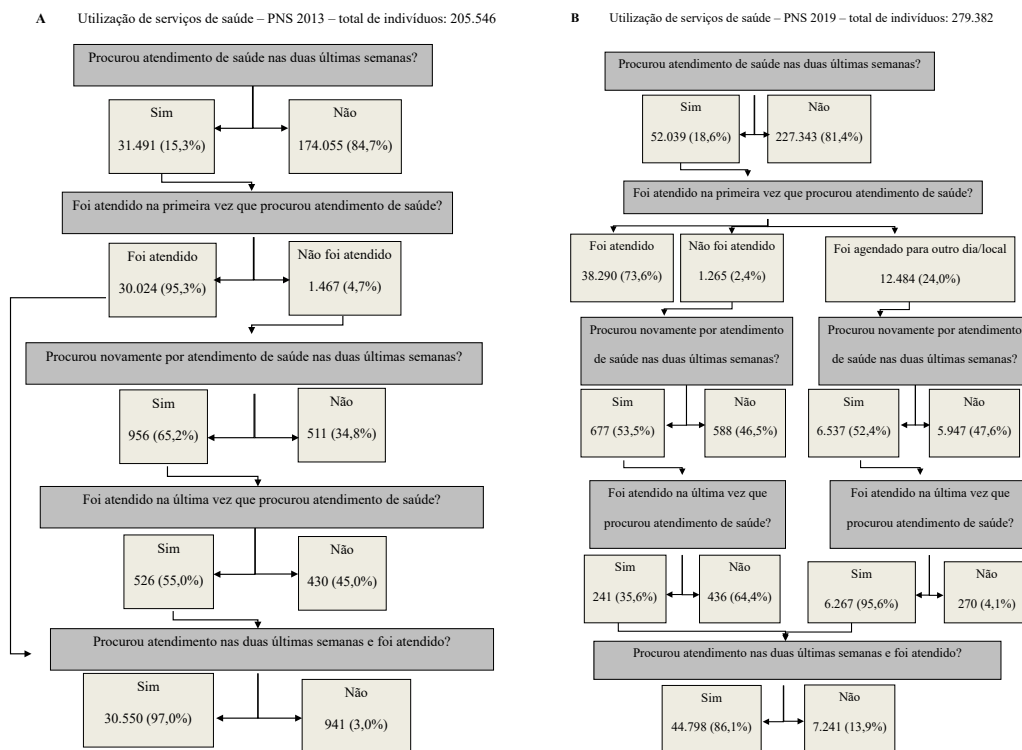 A Utilização de serviços de saúde – PNS 2013 – total de indivíduos: 205.546
Procurou atendimento de saúde nas duas últimas semanas?
Sim
31.491 (15,3%)
Não
174.055 (84,7%)
Foi atendido na primeira vez que procurou atendimento de saúde?
Foi atendido
30.024 (95,3%)
Não foi atendido
1.467 (4,7%)
Procurou novamente por atendimento de saúde nas duas últimas semanas?
Sim
956 (65,2%)
Não
511 (34,8%)
Foi atendido na última vez que procurou atendimento de saúde?
Sim
526 (55,0%)
Não
430 (45,0%)
Procurou atendimento nas duas últimas semanas e foi atendido?
Sim
30.550 (97,0%)
Não
941 (3,0%)
B Utilização de serviços de saúde – PNS 2019 – total de indivíduos: 279.382
Procurou atendimento de saúde nas duas últimas semanas?
Sim
52.039 (18,6%)
Não
227.343 (81,4%)
Foi atendido na primeira vez que procurou atendimento de saúde?
Foi atendido
38.290 (73,6%)
Não foi atendido
1.265 (2,4%)
Foi agendado para outro dia/local
12.484 (24,0%)
Procurou novamente por atendimento
de saúde nas duas últimas semanas?
Procurou novamente por atendimento
de saúde nas duas últimas semanas?
Sim
677 (53,5%)
Não
588 (46,5%)
Sim
6.537 (52,4%)
Não
5.947 (47,6%)
Foi atendido na última vez que
procurou atendimento de saúde?
Foi atendido na última vez que
procurou atendimento de saúde?
Sim
241 (35,6%)
Não
436 (64,4%)
Sim
6.267 (95,6%)
Não
270 (4,1%)
Procurou atendimento nas duas últimas semanas e foi atendido?
Sim
44.798 (86,1%)
Não
7.241 (13,9%)